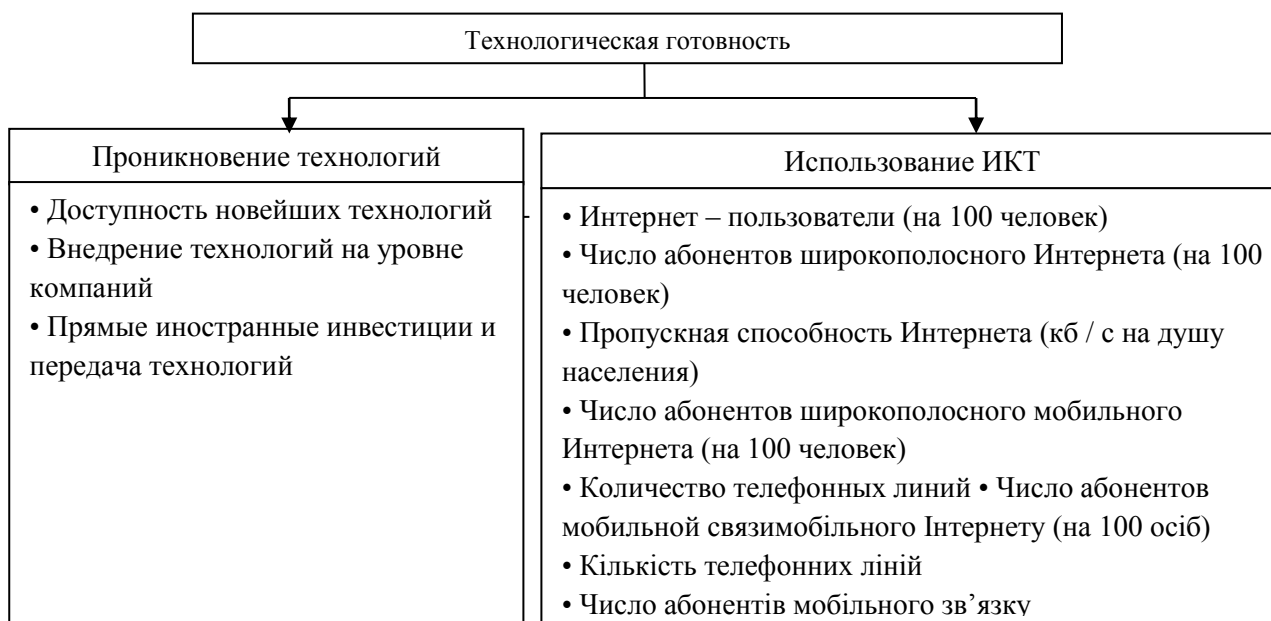 Технологическая готовность
Проникновение технологий
• Доступность новейших технологий
• Внедрение технологий на уровне
компаний
• Прямые иностранные инвестиции и
передача технологий
Использование ИКТ
• Интернет – пользователи (на 100 человек)
• Число абонентов широкополосного Интернета (на 100
человек)
• Пропускная способность Интернета (кб / с на душу
населения)
• Число абонентов широкополосного мобильного
Интернета (на 100 человек)
• Количество телефонных линий • Число абонентов
мобильной связимобільного Інтернету (на 100 осіб)
• Кількість телефонних ліній
• Число абонентів мобільного зв’язку